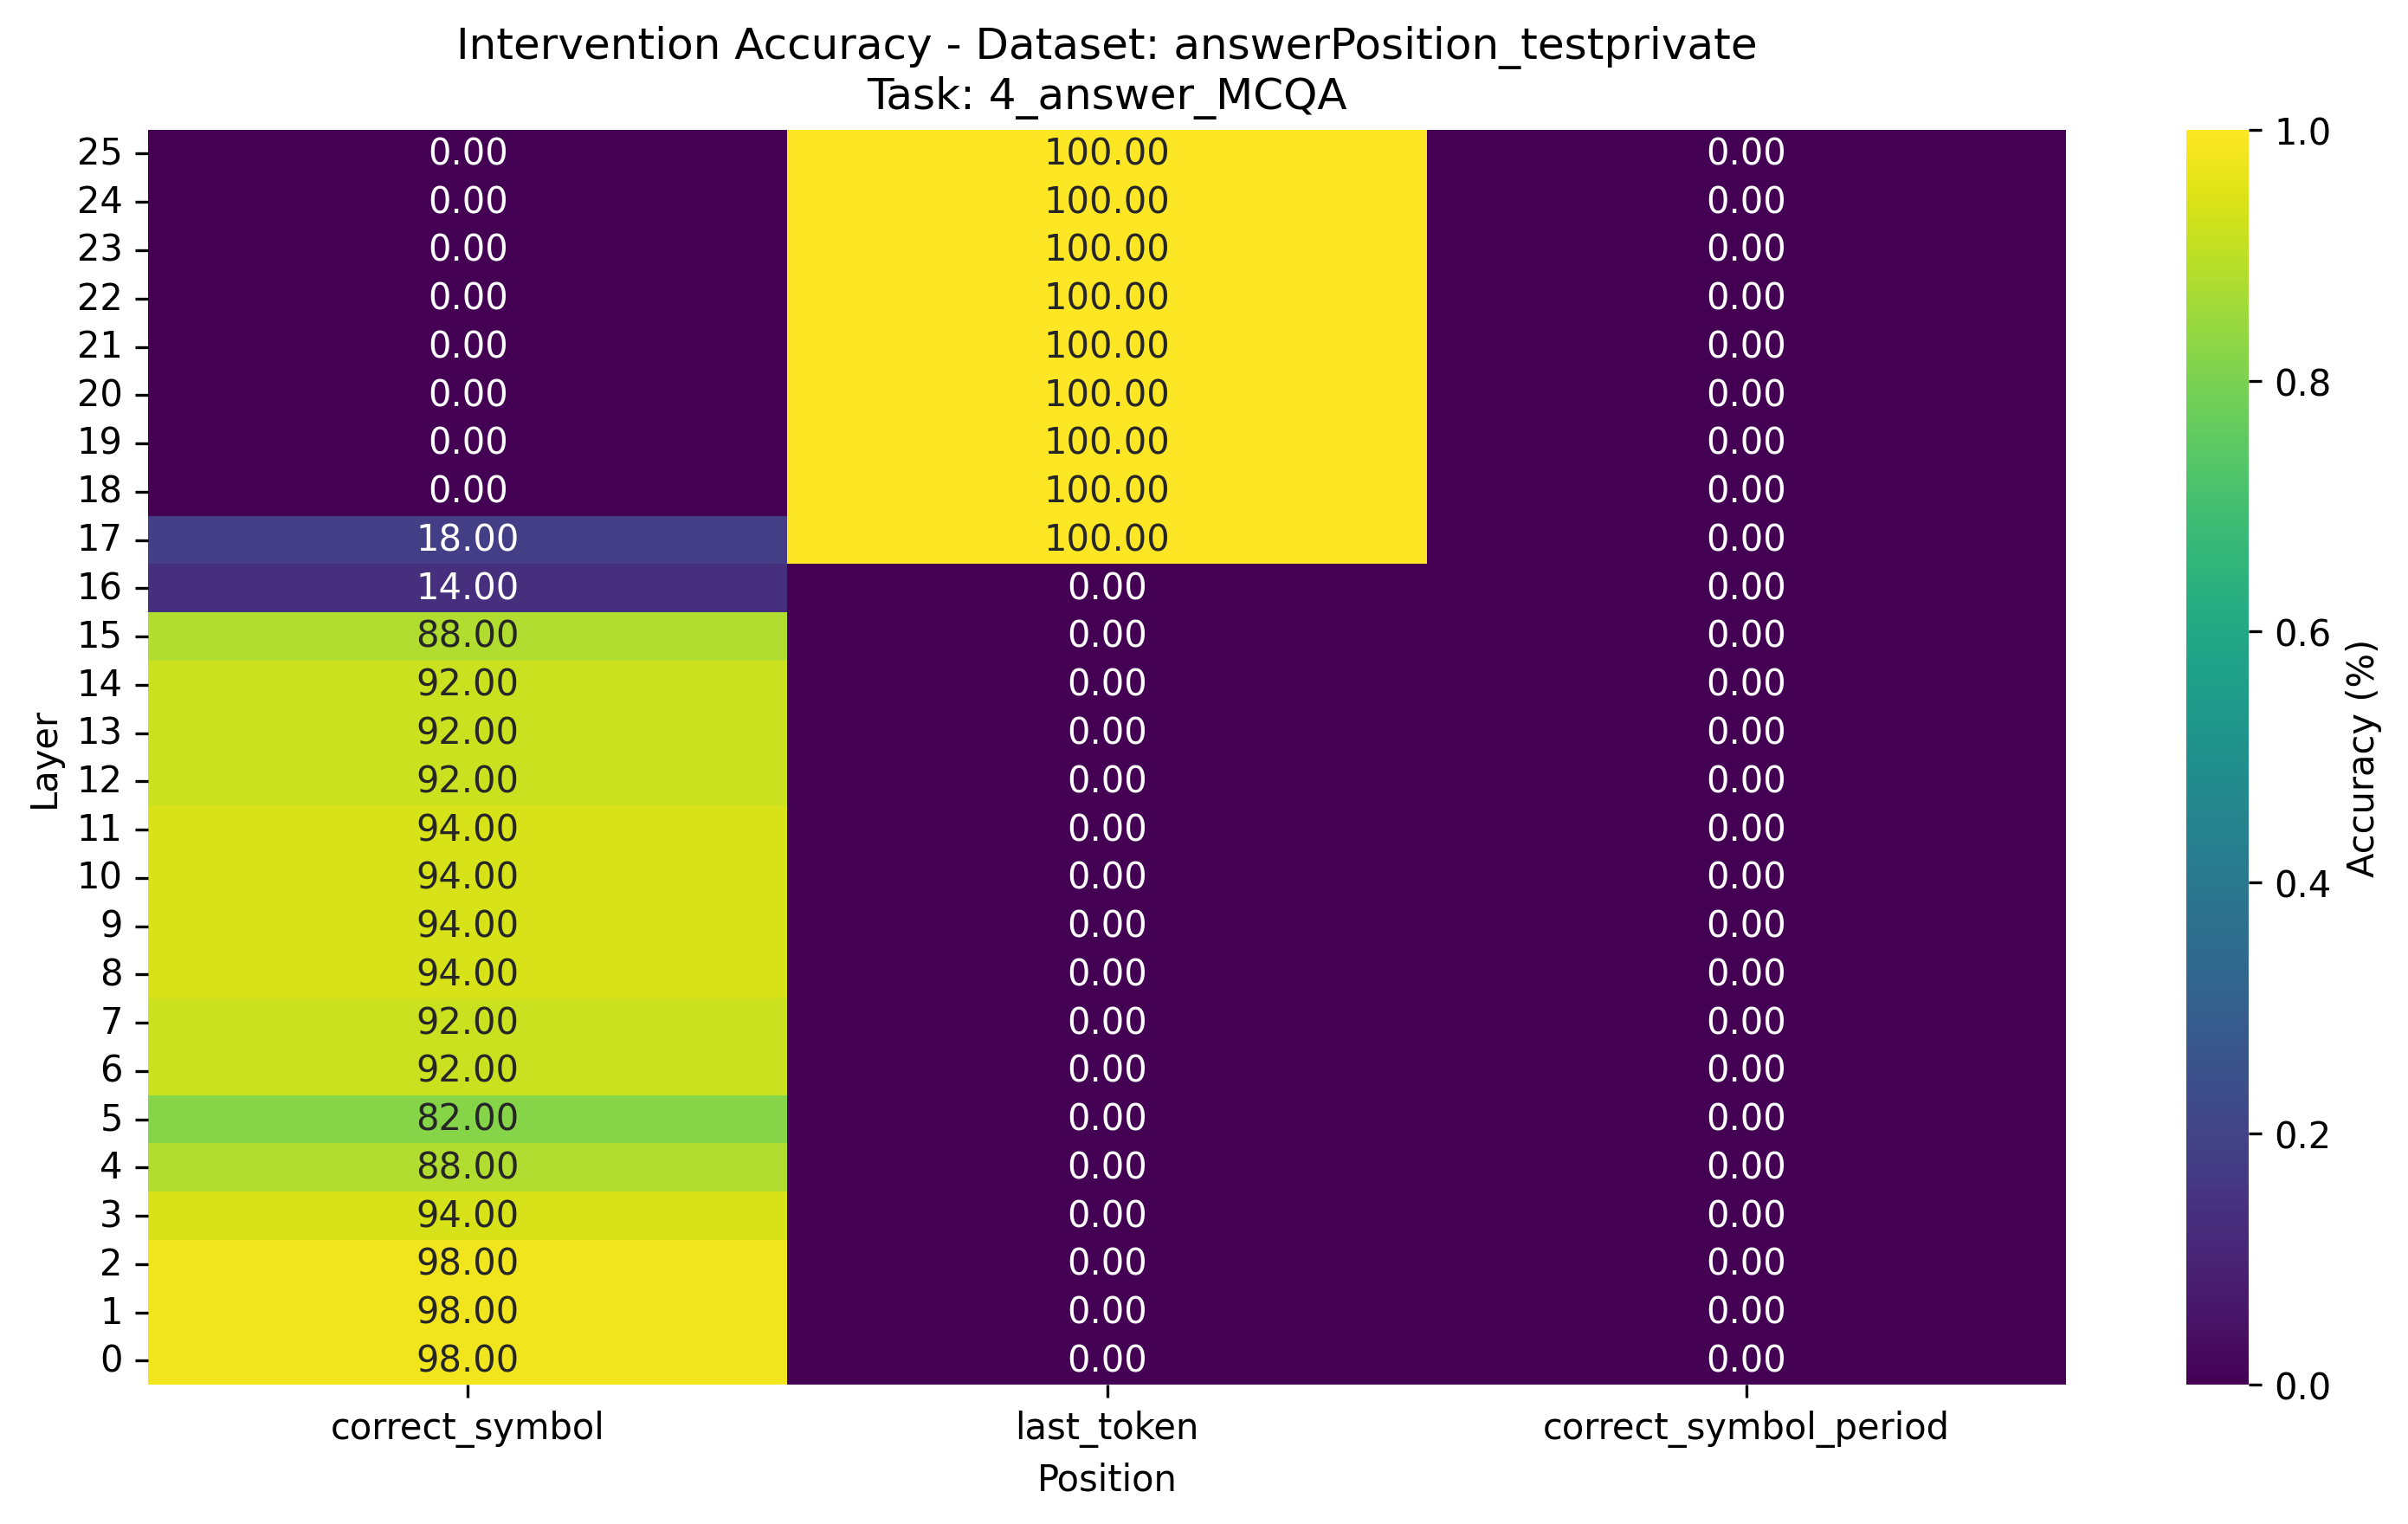 Intervention Accuracy - Dataset: answerPosition_testprivate
Task: 4_answer_MCQA
25 0.00 100.00 0.00
24 0.00 100.00 0.00
23 0.00 100.00 0.00
22 0.00 100.00 0.00
21 0.00 100.00 0.00
20 0.00 100.00 0.00
19 0.00 100.00 0.00
18 0.00 100.00 0.00
17 18.00 100.00 0.00
16 14.00 0.00 0.00
15 88.00 0.00 0.00
14 92.00 0.00 0.00
13 92.00 0.00 0.00
12 92.00 0.00 0.00
11 94.00 0.00 0.00
10 94.00 0.00 0.00
9 94.00 0.00 0.00
8 94.00 0.00 0.00
7 92.00 0.00 0.00
6 92.00 0.00 0.00
5 82.00 0.00 0.00
4 88.00 0.00 0.00
3 94.00 0.00 0.00
2 98.00 0.00 0.00
1 98.00 0.00 0.00
0 98.00 0.00 0.00
Layer
correct_symbol last_token correct_symbol_period
Position
1.0
0.8
0.6
0.4
0.2
0.0
Accuracy (%)